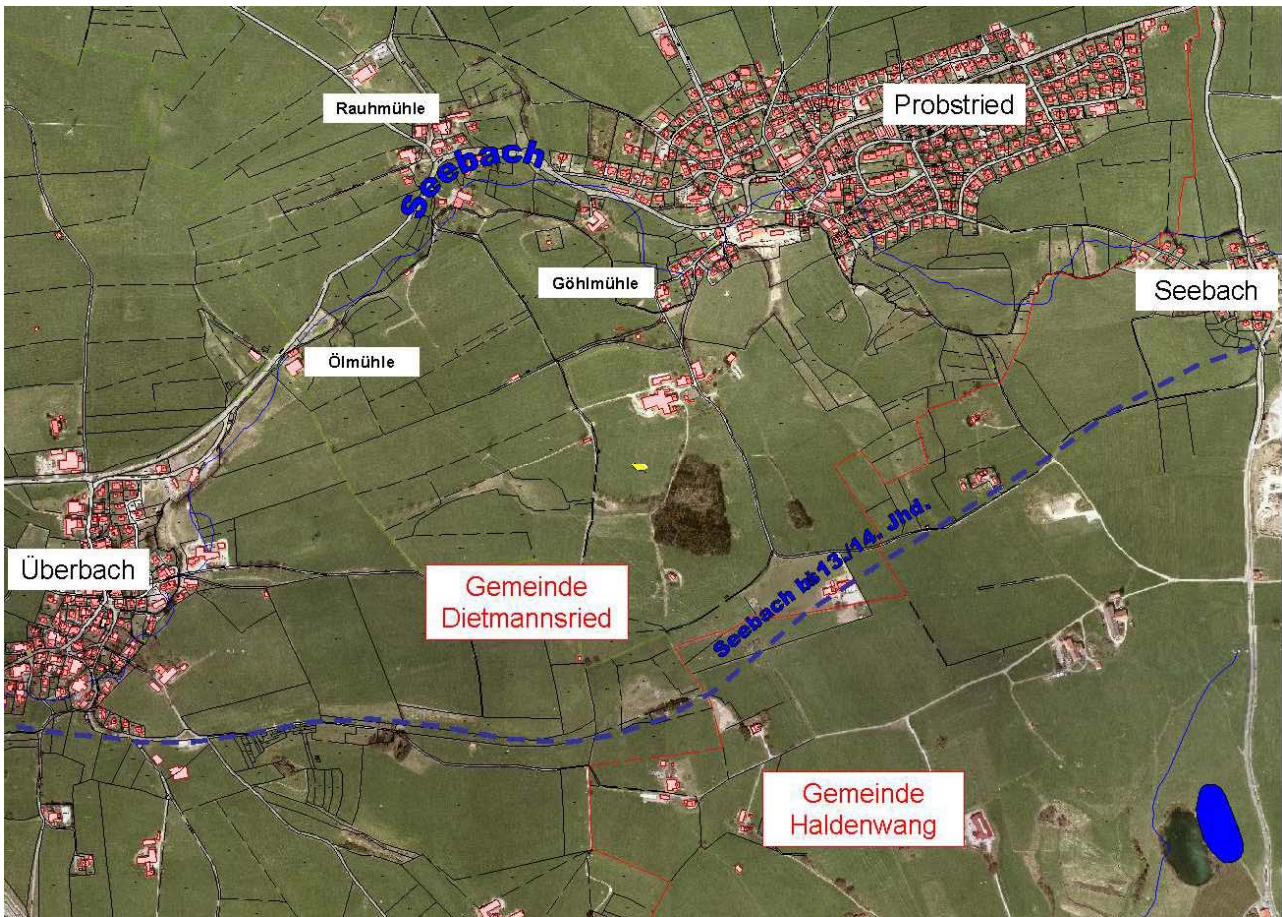 Rauhmühle
Probstried
Seebach
Göhlmühle
Seebach
Ölmühle
Seebach bis 13./14. Jhd.
Überbach
Gemeinde
Dietmannsried
Gemeinde
Haldenwang